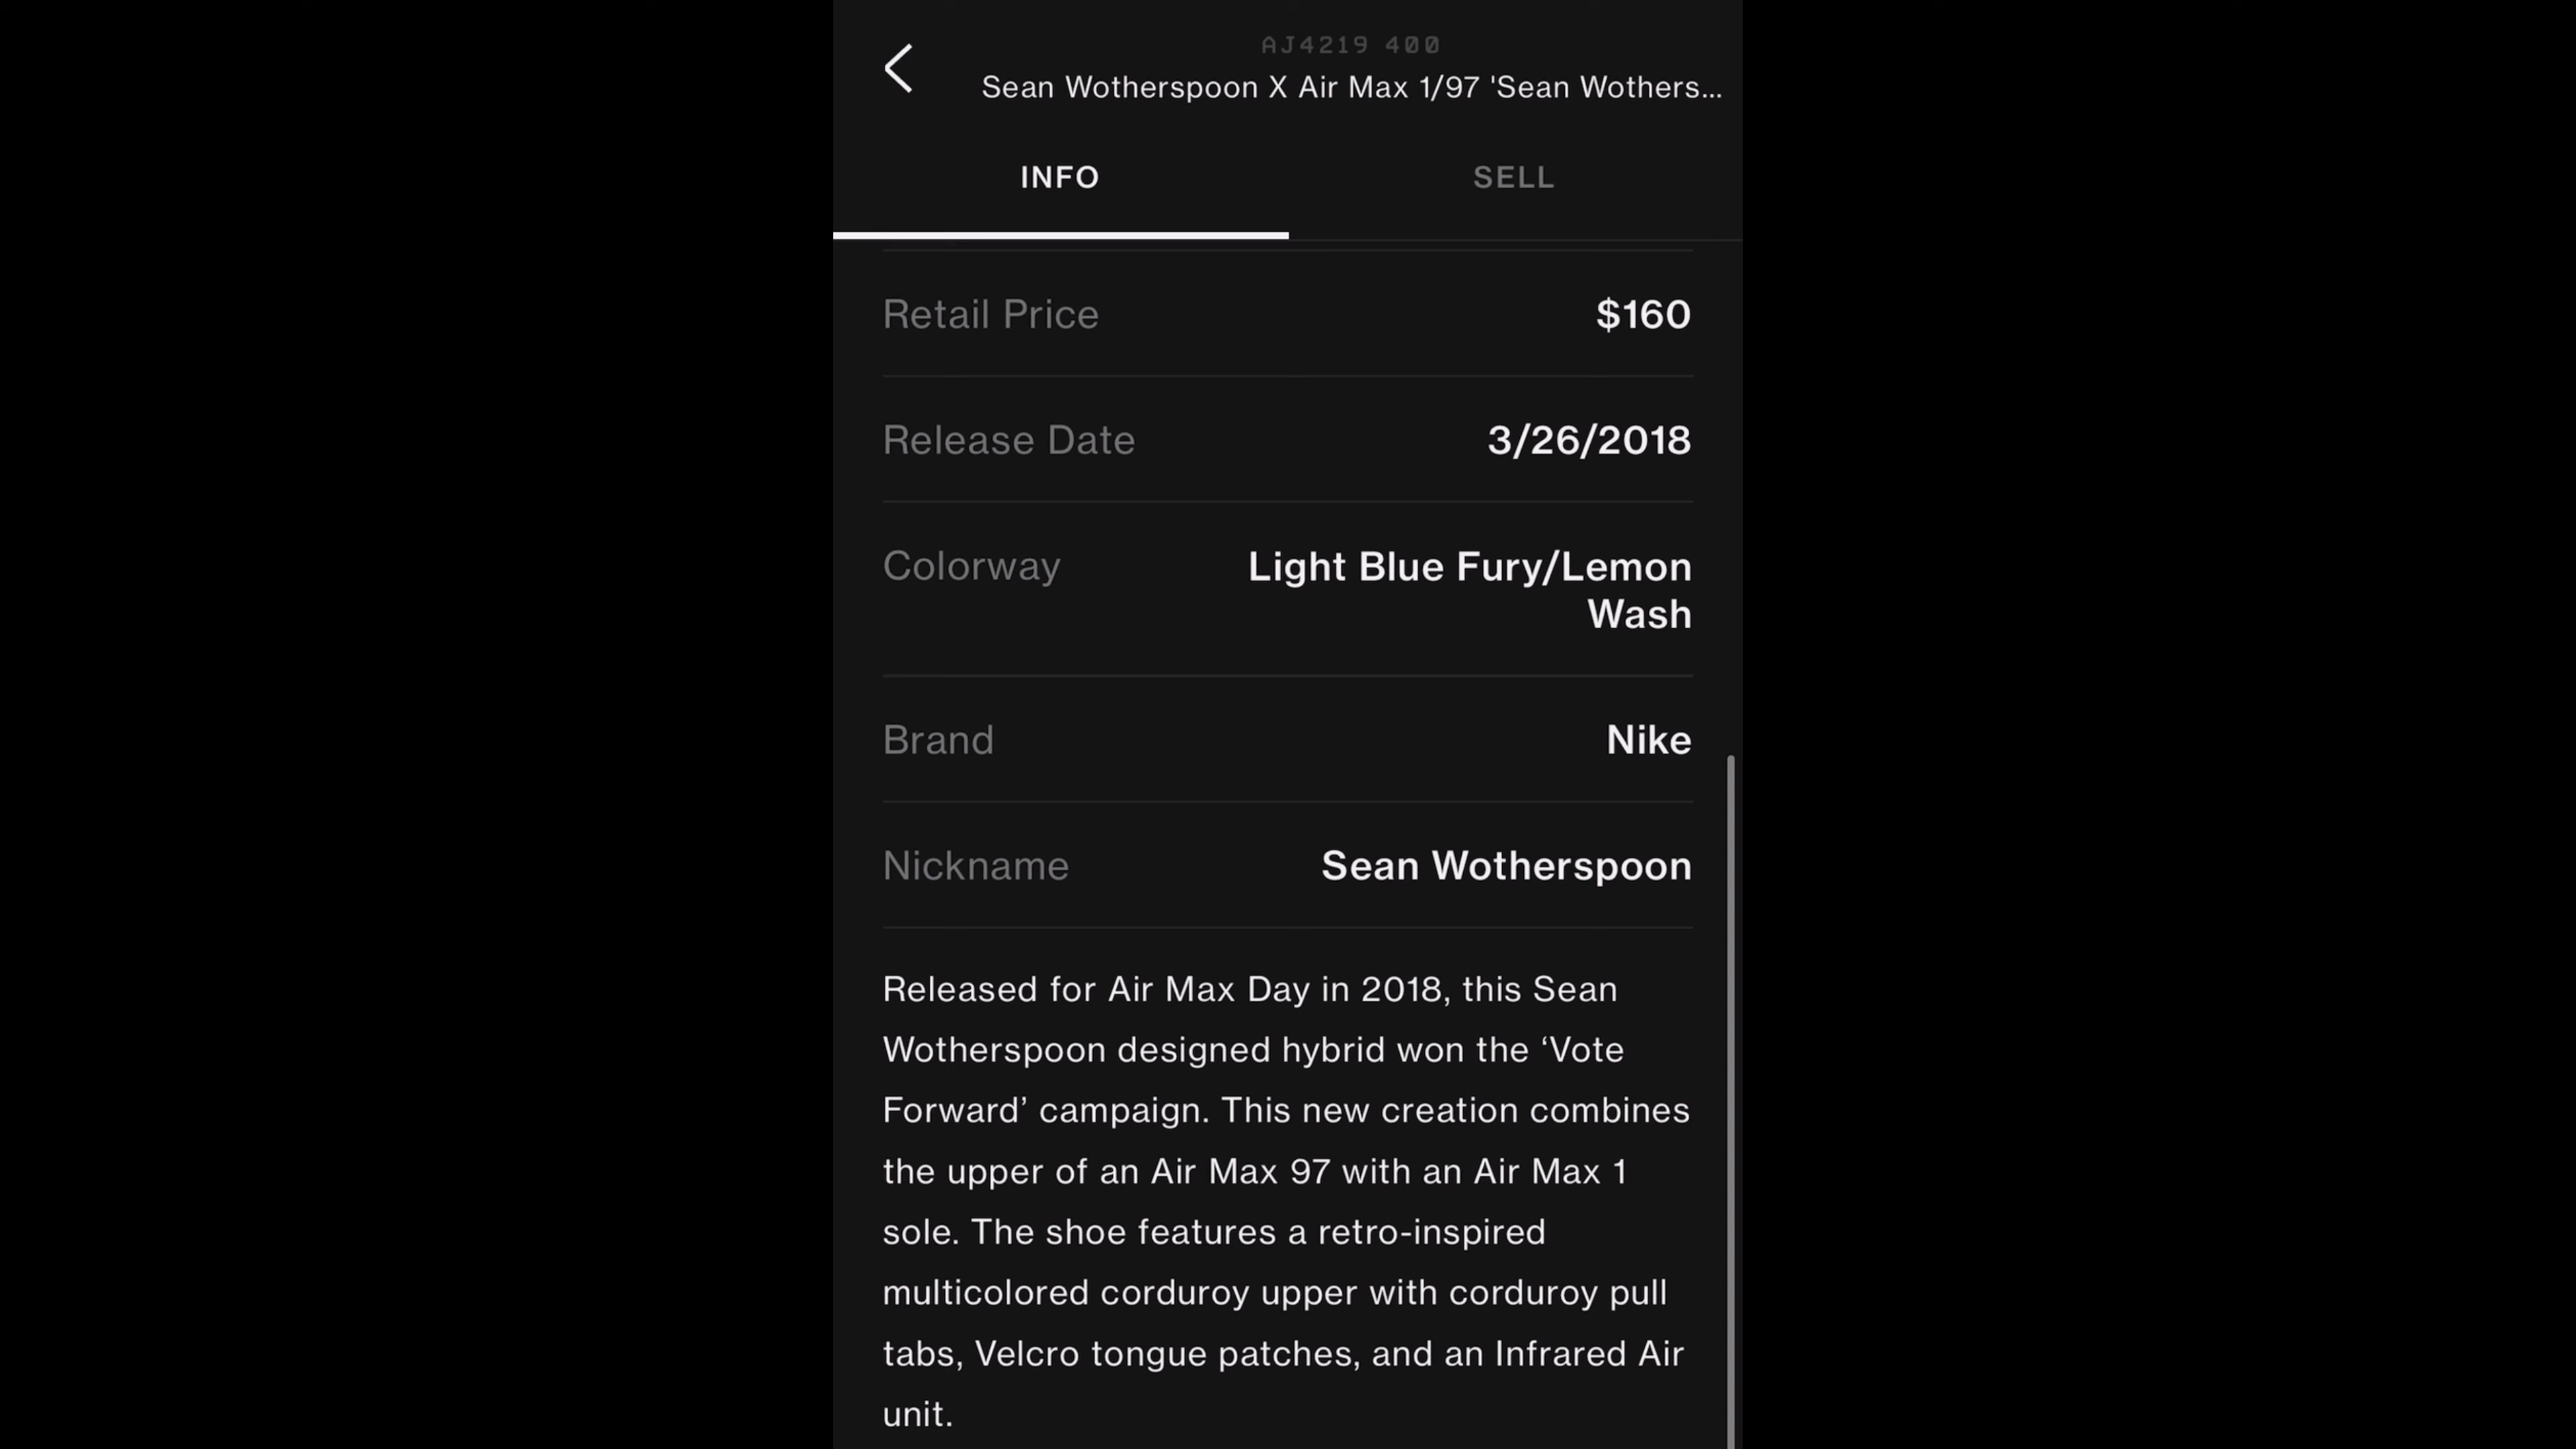 AJ4219 400
Sean Wotherspoon X Air Max 1/97 'Sean Wothers...
INFO
SELL
Retail Price
$160
Release Date
3/26/2018
Colorway
Light Blue Fury/Lemon
Wash
Brand
Nike
Nickname
Sean Wotherspoon
Released for Air Max Day in 2018, this Sean
Wotherspoon designed hybrid won the ‘Vote
Forward’ campaign. This new creation combines
the upper of an Air Max 97 with an Air Max 1
sole. The shoe features a retro-inspired
multicolored corduroy upper with corduroy pull
tabs, Velcro tongue patches, and an Infrared Air
unit.